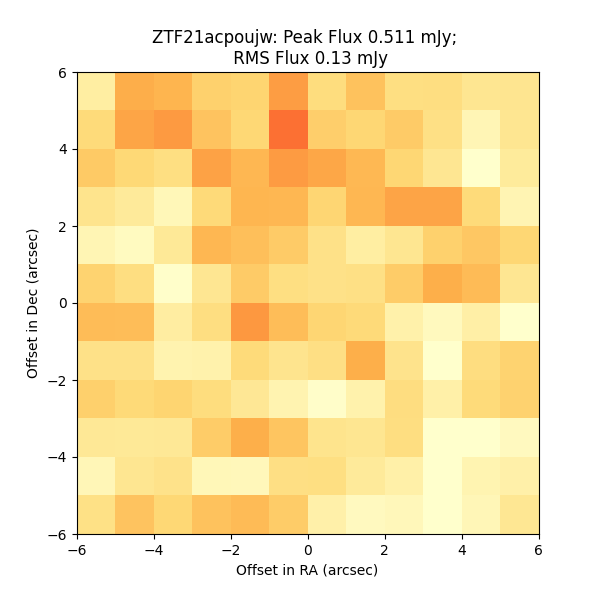 ZTF21acpoujw: Peak Flux 0.511 mJy;
RMS Flux 0.13 mJy
6
4
2
0
−2
−4
−6
Offset in Dec (arcsec)
−6 −4 −2 0 2 4 6
Offset in RA (arcsec)